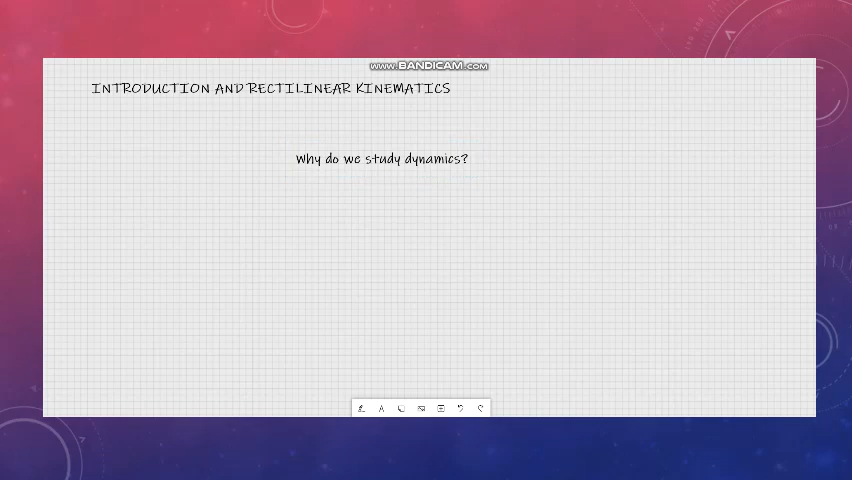 www.BANDICAM.com
INTRODUCTION AND RECTILINEAR KINEMATICS
Why do we study dynamics?
A